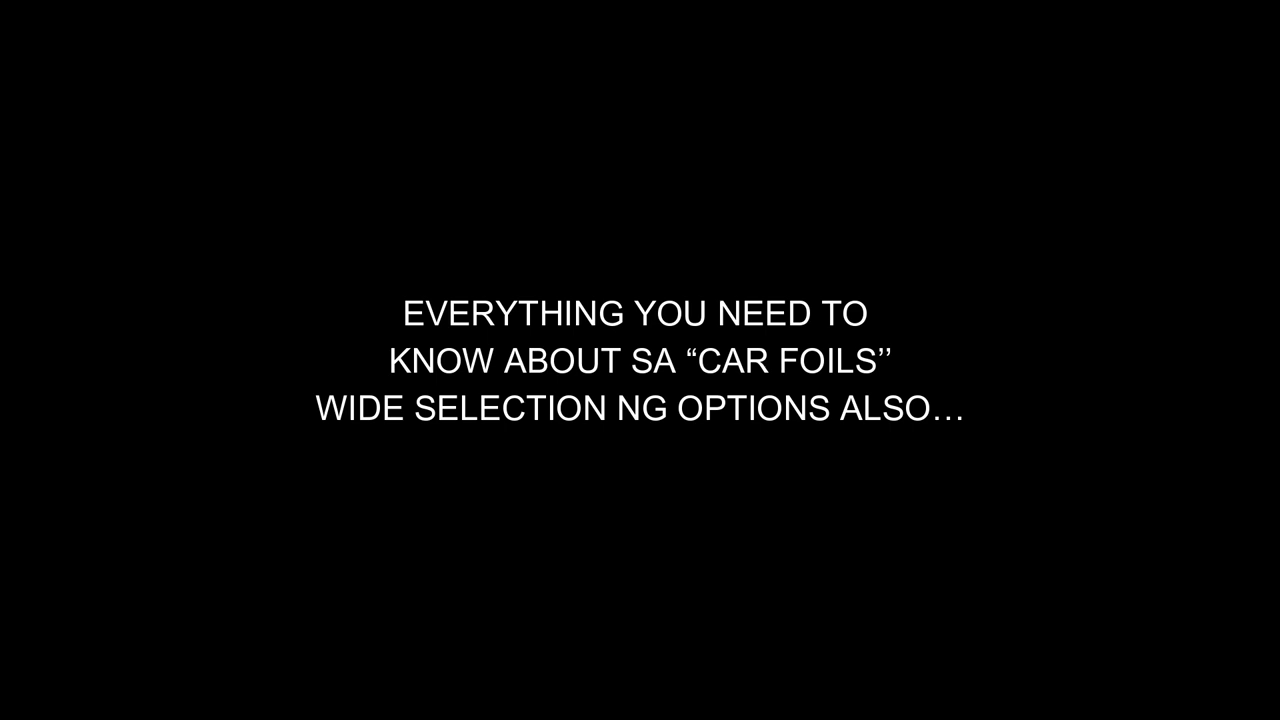 EVERYTHING YOU NEED TO
KNOW ABOUT SA “CAR FOILS’’
WIDE SELECTION NG OPTIONS ALSO…